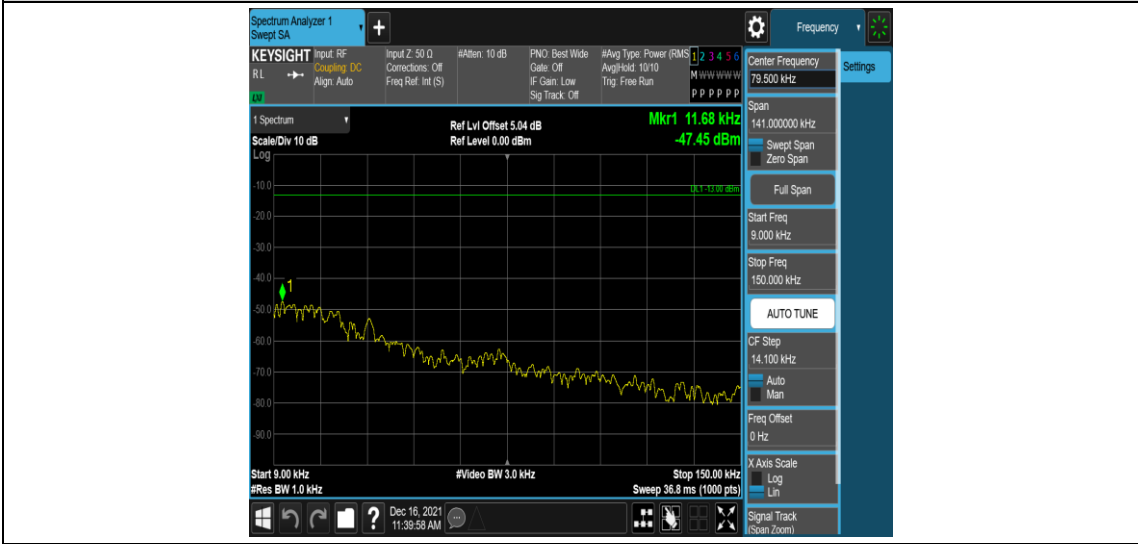 Spectrum Analyzer 1
Swept SA
+
Frequency
KEYSIGHT
R L
LNI
Input: RF
Coupling: DC
Align: Auto
Input Z: 50 Ω
Corrections: Off
Freq Ref: Int (S)
#Atten: 10 dB
PNO: Best Wide
Gate: Off
IF Gain: Low
Sig Track: Off
#Avg Type: Power (RMS
Avg|Hold: 10/10
Trig: Free Run
1 2 3 4 5 6
M W W W W W
P P P P P P
1 Spectrum
Scale/Div 10 dB
Log
Ref Lvl Offset 5.04 dB
Ref Level 0.00 dBm
Mkr1 11.68 kHz
-47.45 dBm
DL1 -13.00 dBm
-10.0
-20.0
-30.0
-40.0
1
-50.0
-60.0
-70.0
-80.0
-90.0
Start 9.00 kHz
#Res BW 1.0 kHz
#Video BW 3.0 kHz
Stop 150.00 kHz
Sweep 36.8 ms (1000 pts)
?
Dec 16, 2021
11:39:58 AM
Center Frequency
79.500 kHz
Settings
Span
141.000000 kHz
Swept Span
Zero Span
Full Span
Start Freq
9.000 kHz
Stop Freq
150.000 kHz
AUTO TUNE
CF Step
14.100 kHz
Auto
Man
Freq Offset
0 Hz
X Axis Scale
Log
Lin
Signal Track
(Span Zoom)